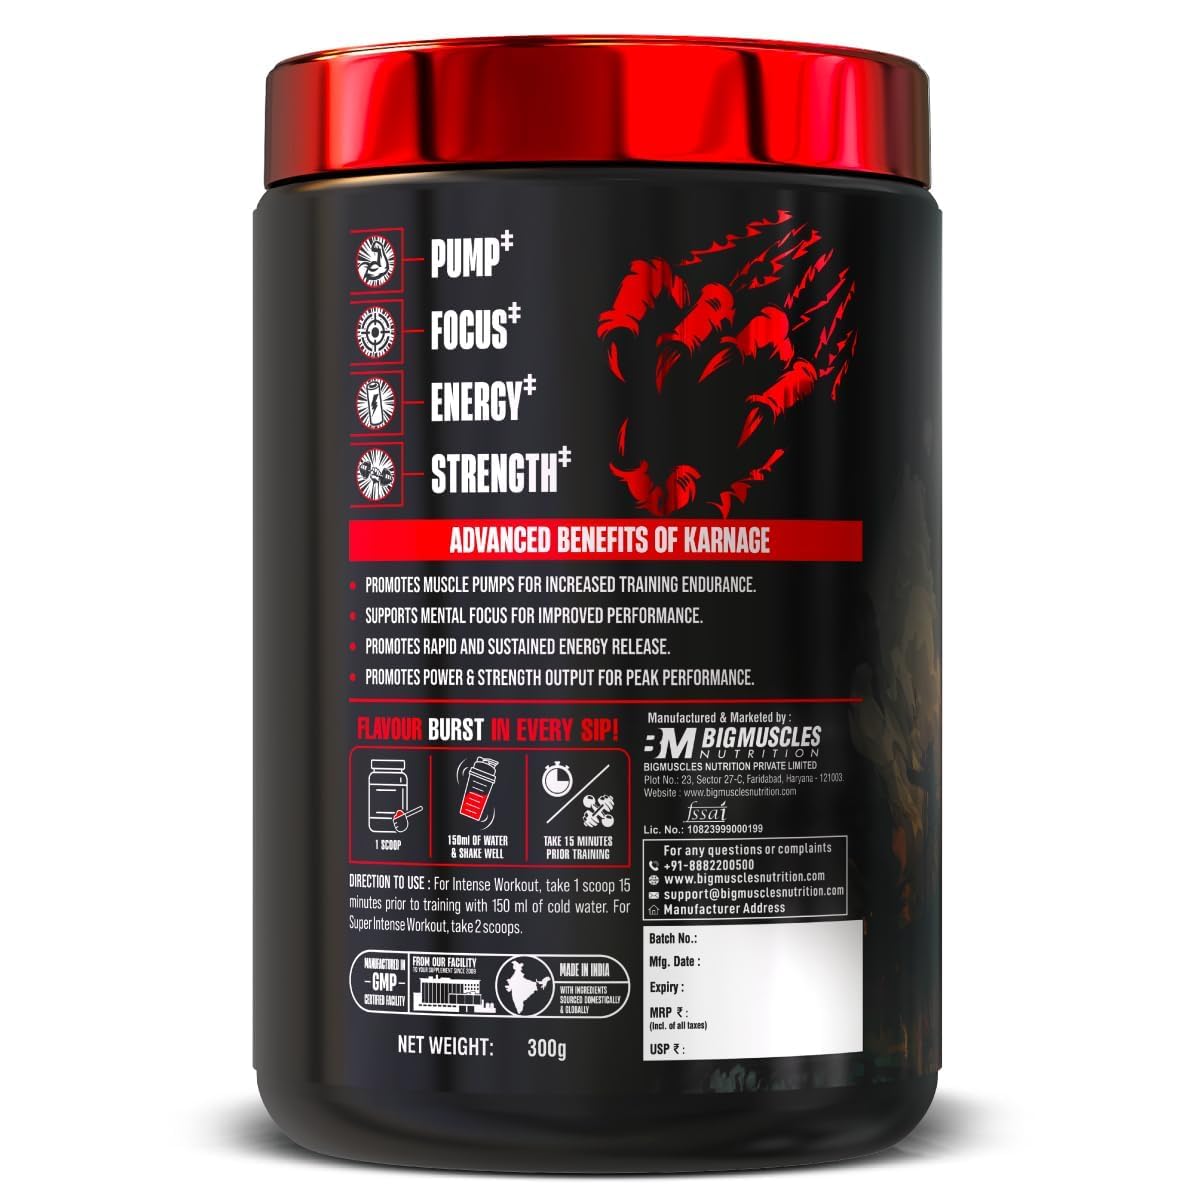 PUMP‡
FOCUS‡
ENERGY‡
STRENGTH‡
ADVANCED BENEFITS OF KARNAGE
• PROMOTES MUSCLE PUMPS FOR INCREASED TRAINING ENDURANCE.
• SUPPORTS MENTAL FOCUS FOR IMPROVED PERFORMANCE.
• PROMOTES RAPID AND SUSTAINED ENERGY RELEASE.
• PROMOTES POWER & STRENGTH OUTPUT FOR PEAK PERFORMANCE.
FLAVOUR BURST IN EVERY SIP!
1 SCOOP
150ml OF WATER
& SHAKE WELL
TAKE 15 MINUTES
PRIOR TRAINING
DIRECTION TO USE : For Intense Workout, take 1 scoop 15
minutes prior to training with 150 ml of cold water. For
Super Intense Workout, take 2 scoops.
MANUFACTURED IN
-GMP-
CERTIFIED FACILITY
FROM OUR FACILITY
TO YOUR SUPPLEMENT SINCE 2009
MADE IN INDIA
WITH INGREDIENTS
SOURCED DOMESTICALLY
& GLOBALLY
NET WEIGHT: 300g
Manufactured & Marketed by :
BM BIGMUSCLES
NUTRITION
BIGMUSCLES NUTRITION PRIVATE LIMITED
Plot No.: 23, Sector 27-C, Faridabad, Haryana - 121003
Website : www.bigmusclesnutrition.com
fssai
Lic. No.: 10823999000199
For any questions or complaints
+91-8882200500
www.bigmusclesnutrition.com
support@bigmusclesnutrition.com
Manufacturer Address
Batch No.:
Mfg. Date :
Expiry :
MRP ₹ :
(Incl. of all taxes)
USP ₹ :